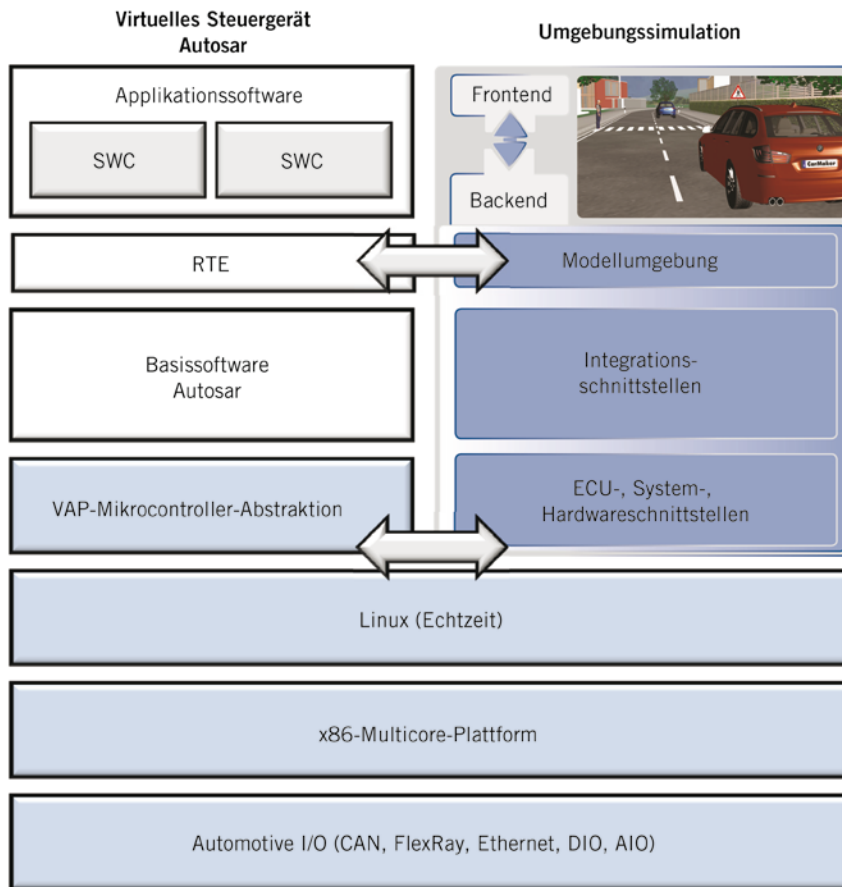 Virtuelles Steuergerät
Autosar
Umgebungssimulation
Applikationssoftware
SWC
SWC
Frontend
Backend
CarMaker
RTE
Modellumgebung
Basissoftware
Autosar
Integrations-
schnittstellen
VAP-Mikrocontroller-Abstraktion
ECU-, System-,
Hardwareschnittstellen
Linux (Echtzeit)
x86-Multicore-Plattform
Automotive I/O (CAN, FlexRay, Ethernet, DIO, AIO)